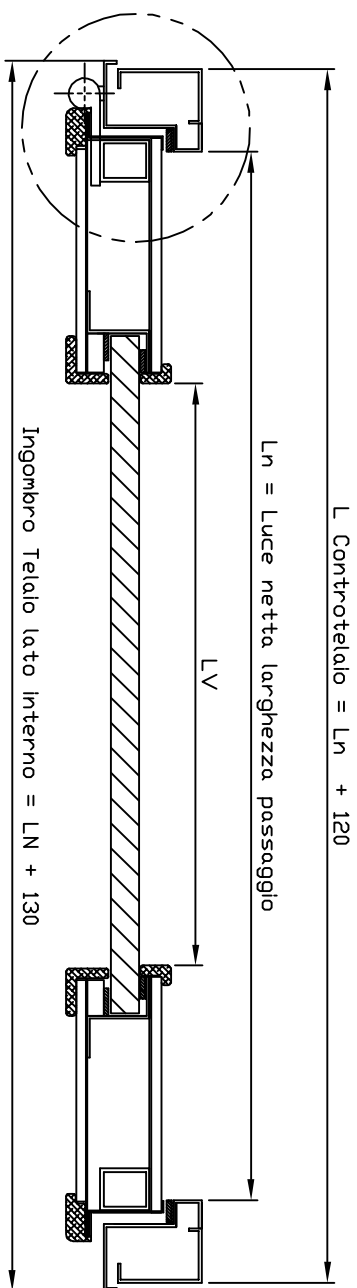 L Controtelaio = Ln + 120
Ln = Luce netta larghezza passaggio
LV
Ingombro Telaio lato interno = LN + 130